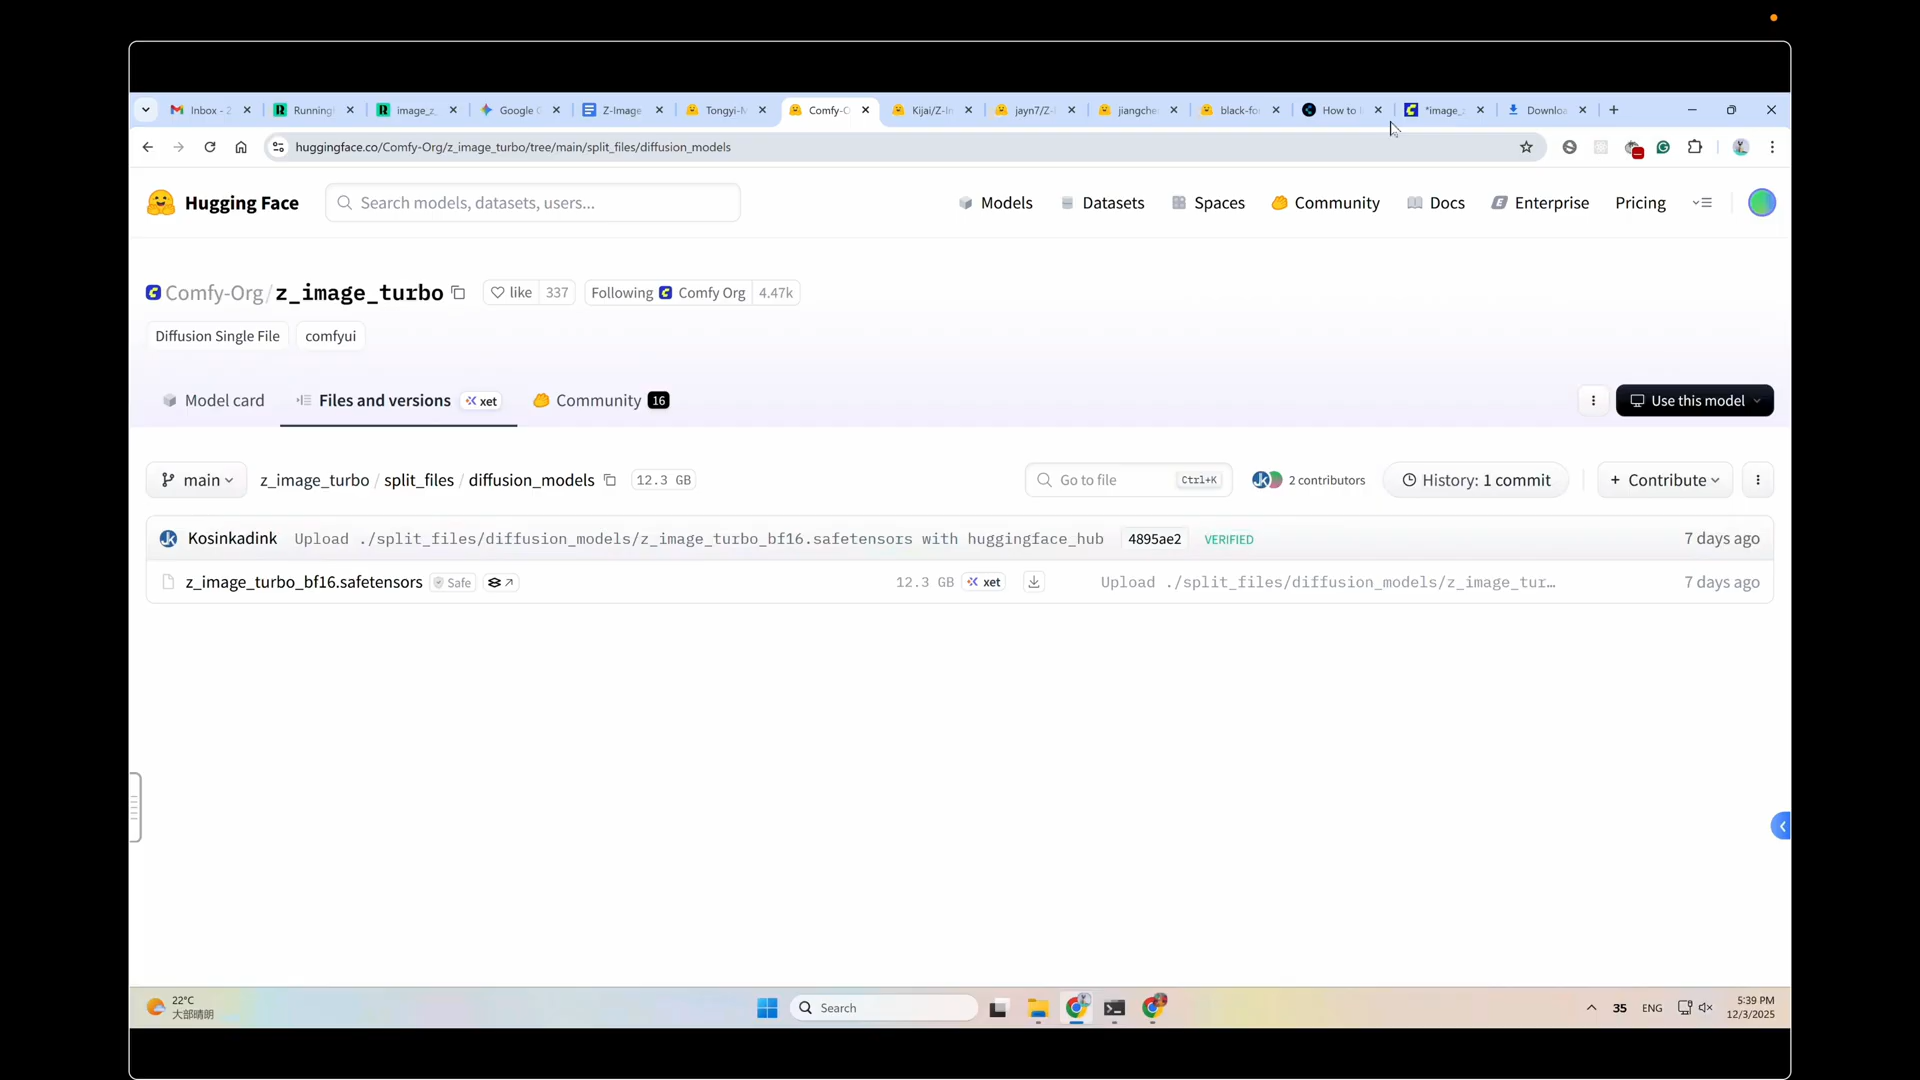 Inbox - 2
Running
image_z_
Google
Z-Image
Tongyi-M
Comfy-O
Kijai/Z-In
jayn7/Z-
jiangche
black-for
How to
*image_z
Downloa
huggingface.co/Comfy-Org/z_image_turbo/tree/main/split_files/diffusion_models
Hugging Face
Search models, datasets, users...
Models
Datasets
Spaces
Community
Docs
Enterprise
Pricing
Comfy-Org/z_image_turbo
like 337
Following Comfy Org 4.47k
Diffusion Single File
comfyui
Model card
Files and versions
xet
Community 16
Use this model
main
z_image_turbo / split_files / diffusion_models
12.3 GB
Go to file
Ctrl+K
2 contributors
History: 1 commit
+ Contribute
Kosinkadink
Upload ./split_files/diffusion_models/z_image_turbo_bf16.safetensors with huggingface_hub
4895ae2
VERIFIED
7 days ago
z_image_turbo_bf16.safetensors
Safe
12.3 GB
xet
Upload ./split_files/diffusion_models/z_image_tur…
7 days ago
22°C
大部晴朗
Search
35
ENG
5:39 PM
12/3/2025